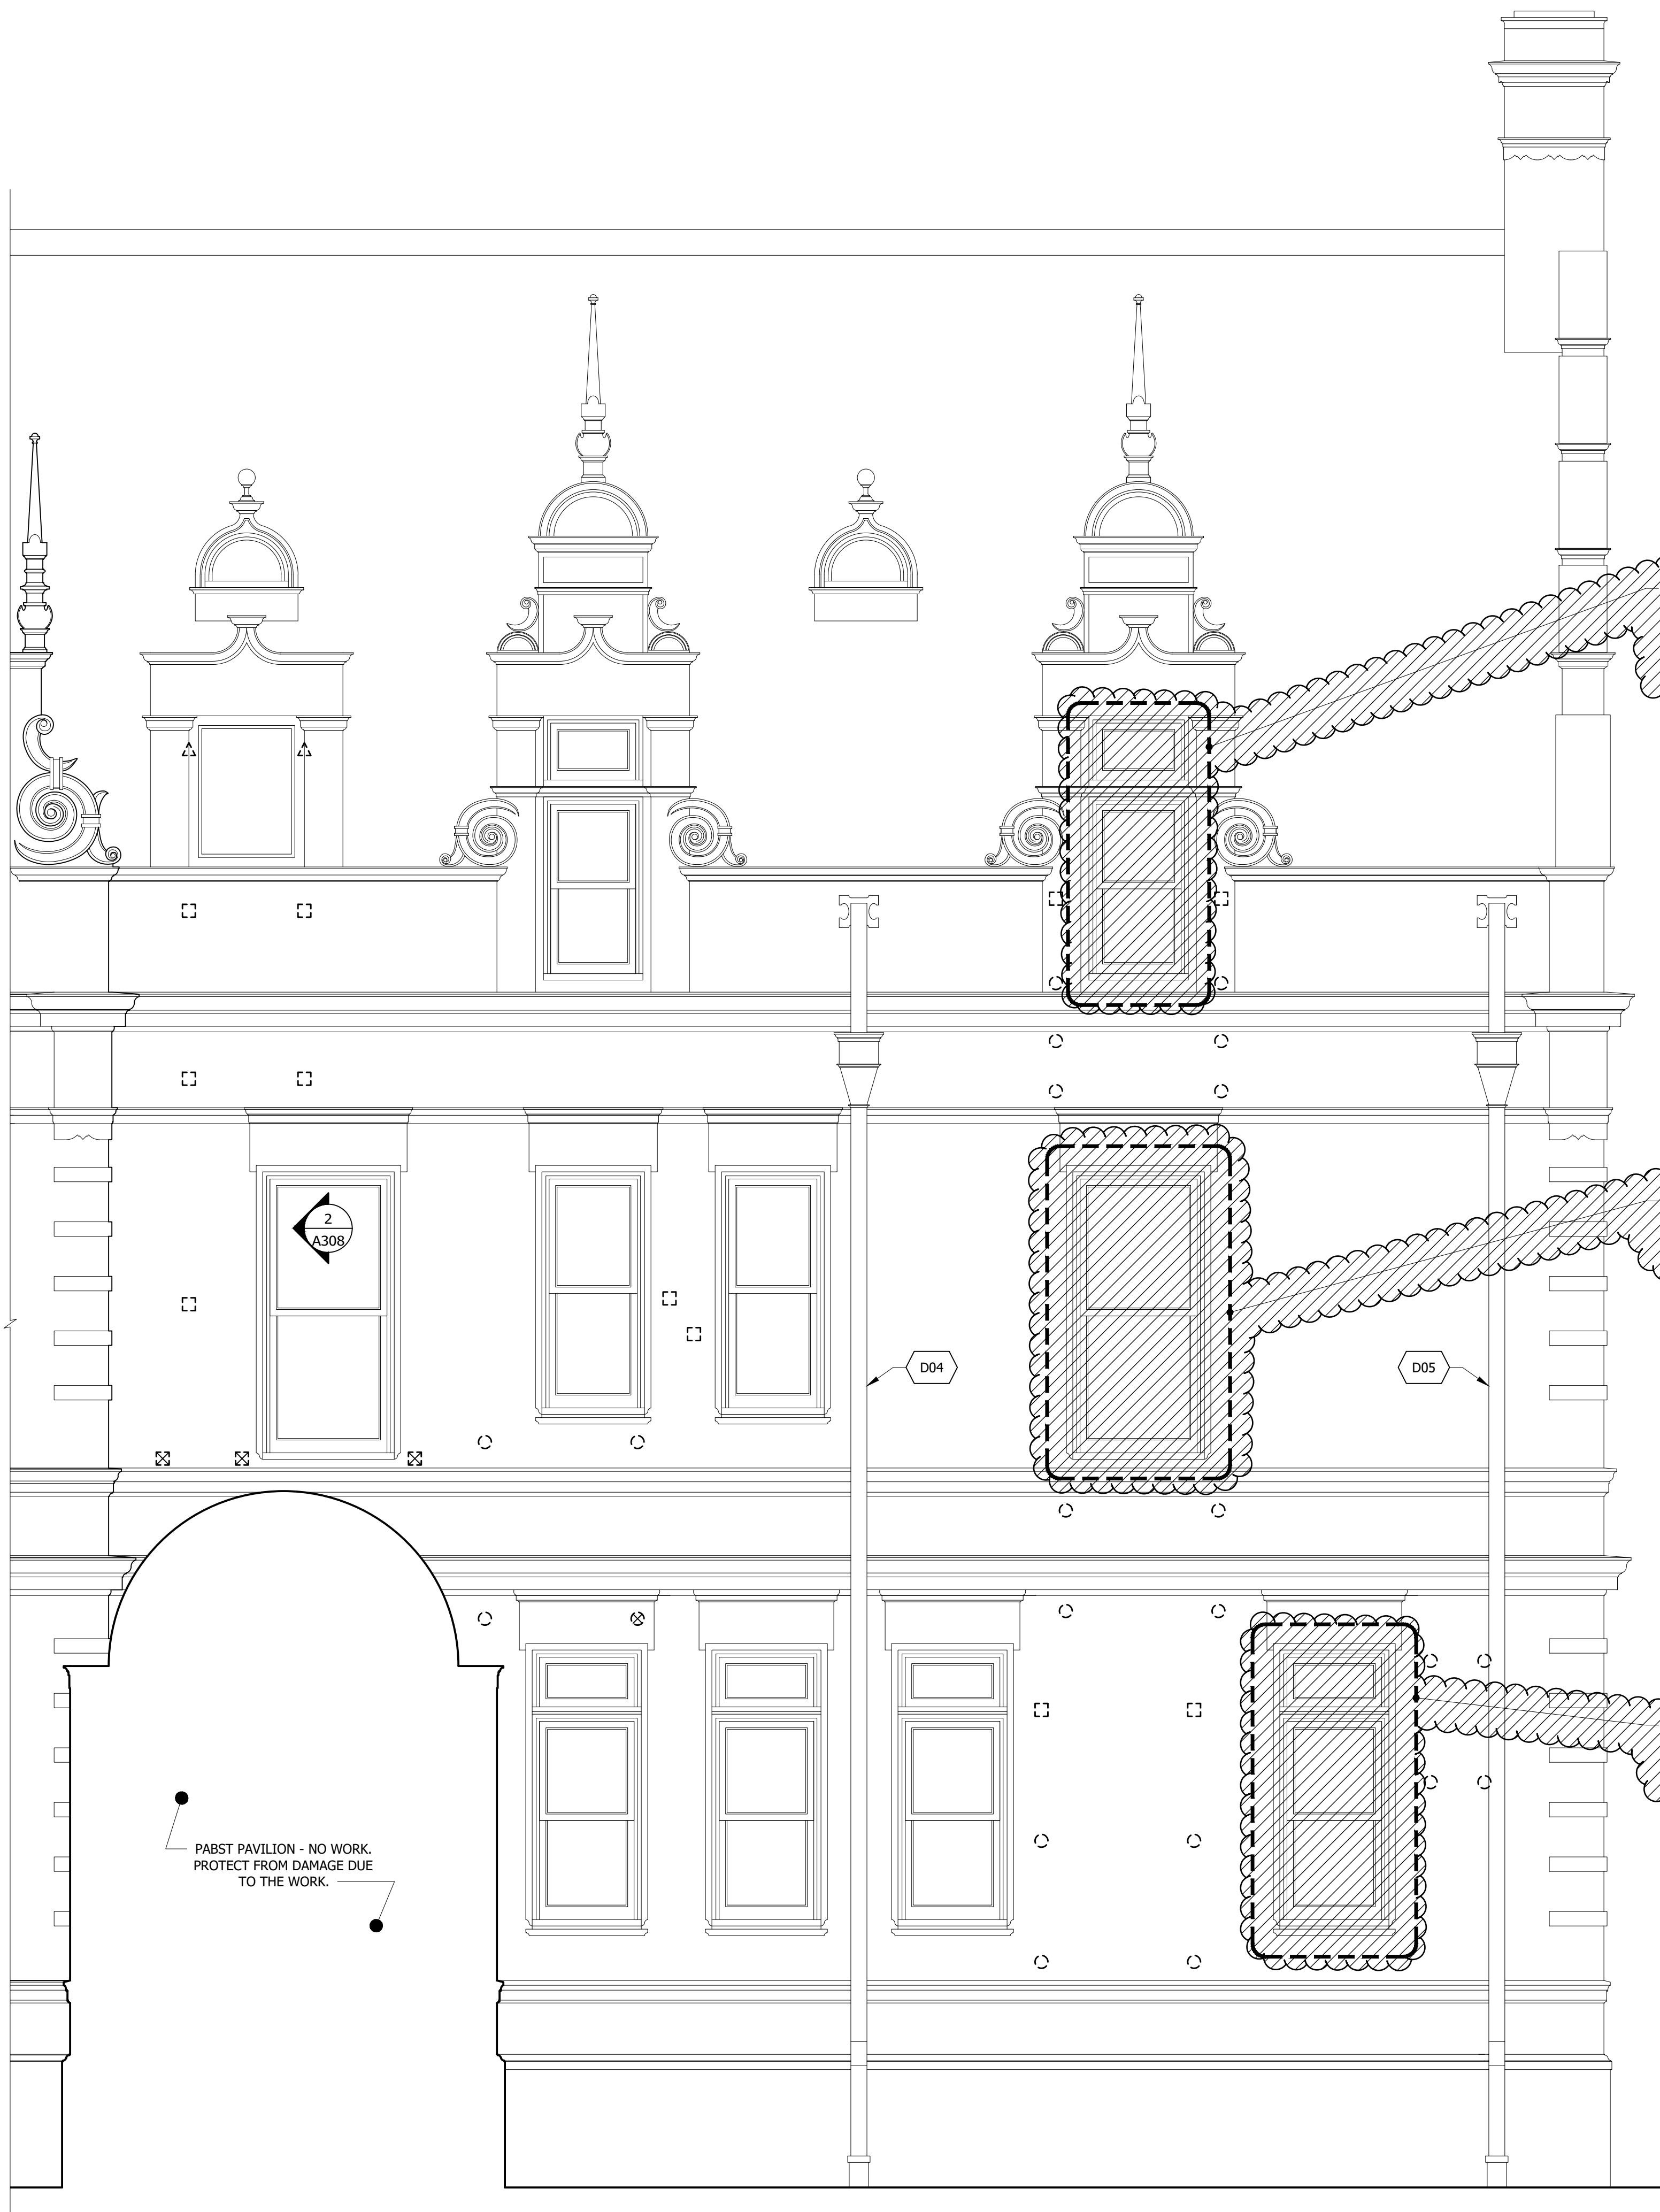 2
A308
D04
D05
PABST PAVILION - NO WORK.
PROTECT FROM DAMAGE DUE
TO THE WORK.